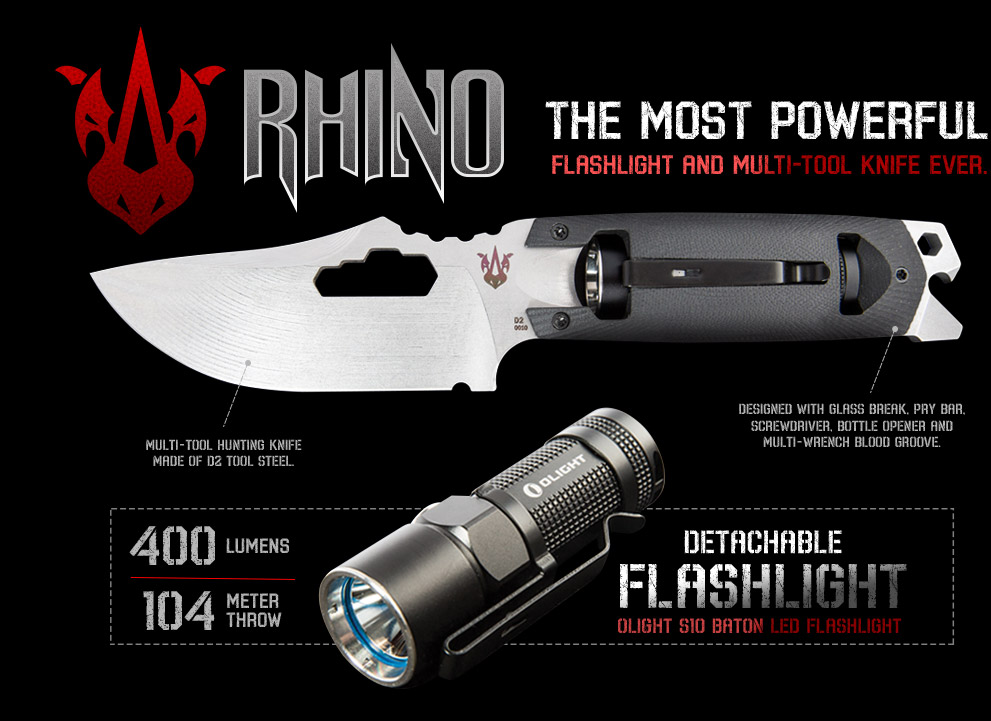 RHINO
THE MOST POWERFUL
FLASHLIGHT AND MULTI-TOOL KNIFE EVER.
D2
0010
MULTI-TOOL HUNTING KNIFE
MADE OF D2 TOOL STEEL.
DESIGNED WITH GLASS BREAK, PRY BAR,
SCREWDRIVER, BOTTLE OPENER AND
MULTI-WRENCH BLOOD GROOVE.
OLIGHT
400 LUMENS
104 METER
THROW
DETACHABLE
FLASHLIGHT
OLIGHT S10 BATON LED FLASHLIGHT